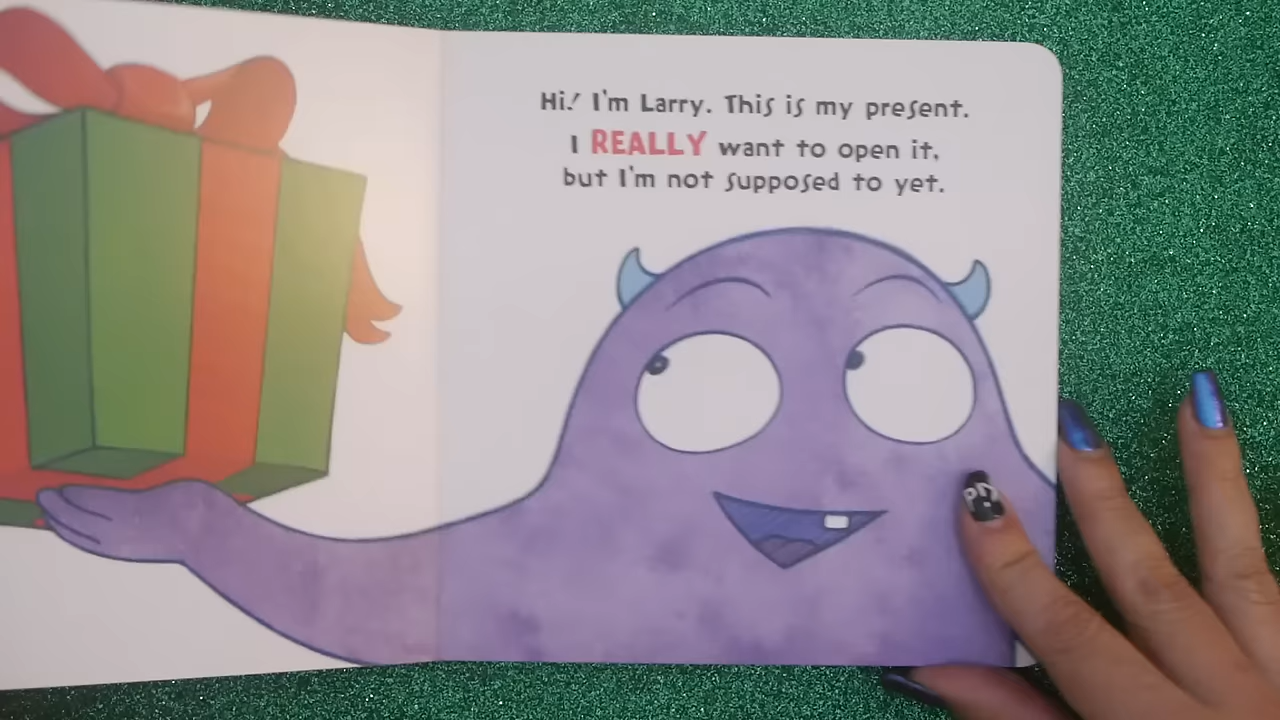 Hi! I'm Larry. This is my present.
I REALLY want to open it,
but I'm not supposed to yet.